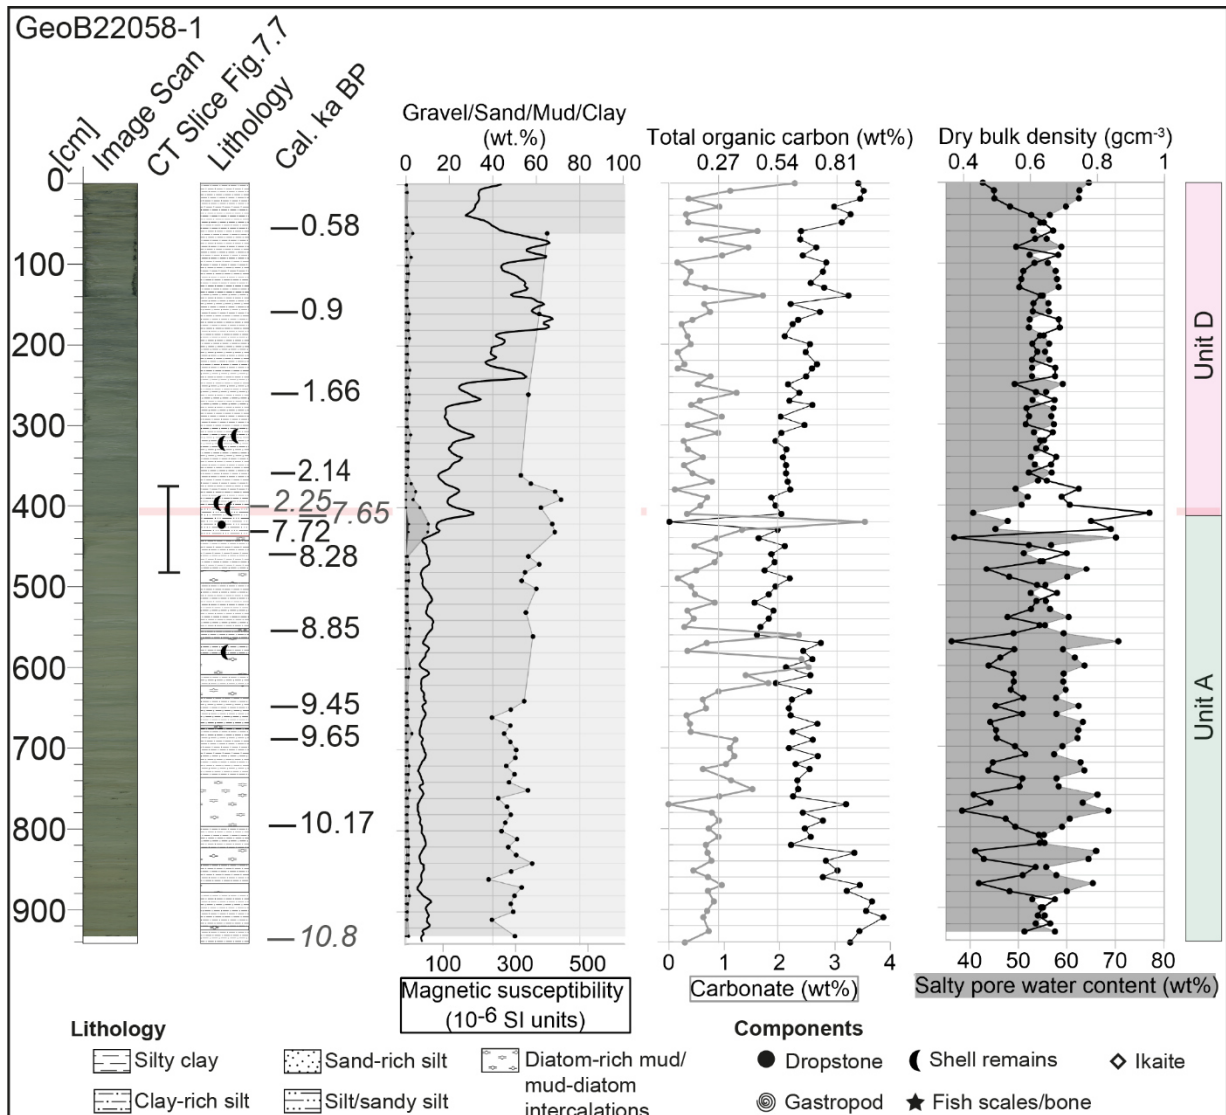 GeoB22058-1
[cm]
Image Scan
CT Slice Fig.7.7
Lithology
Cal. ka BP
Gravel/Sand/Mud/Clay
(wt.%)
0 20 40 60 80 100
Total organic carbon (wt%)
0.27 0.54 0.81
Dry bulk density (gcm-³)
0.4 0.6 0.8 1
0
100
200
300
400
500
600
700
800
900
0.58
0.9
1.66
2.14
2.25
7.65
7.72
8.28
8.85
9.45
9.65
10.17
10.8
Unit D
Unit A
100 300 500
Magnetic susceptibility
(10-6 SI units)
0 1 2 3 4
Carbonate (wt%)
40 50 60 70 80
Salty pore water content (wt%)
Lithology
Silty clay
Clay-rich silt
Sand-rich silt
Silt/sandy silt
Diatom-rich mud/
mud-diatom
intercalations
Components
Dropstone
Shell remains
Ikaite
Gastropod
Fish scales/bone